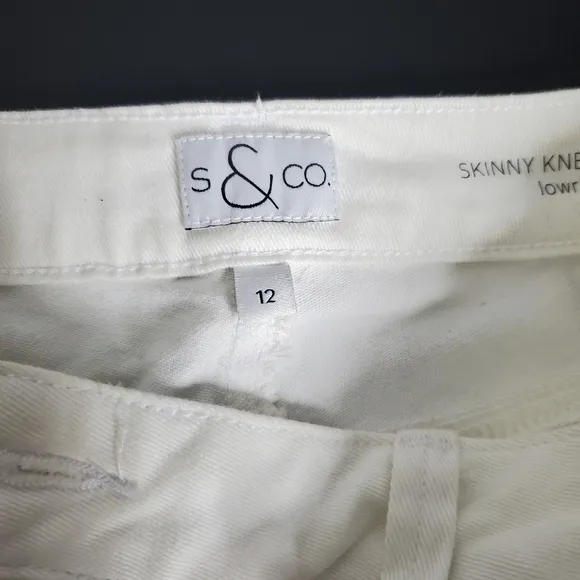 S & CO.
SKINNY KNE
lowr
12